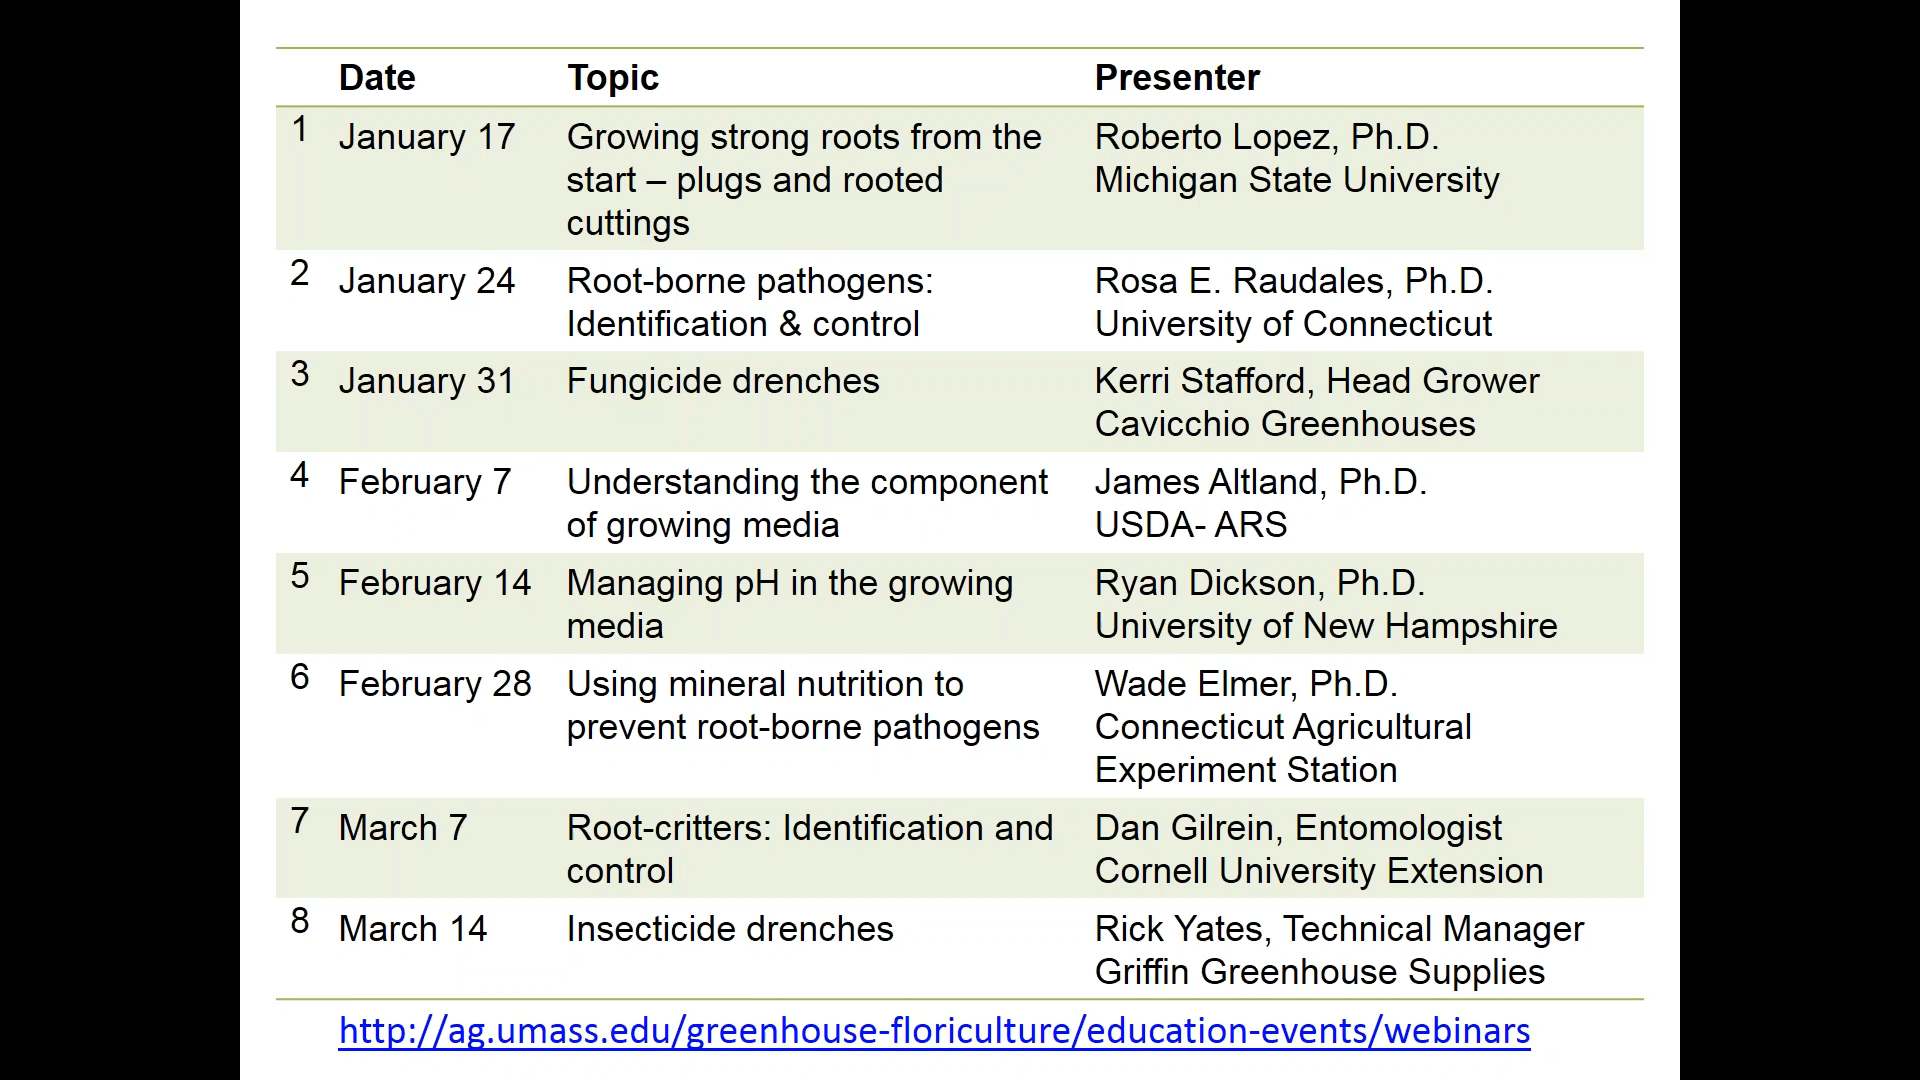 Date Topic Presenter
1 January 17 Growing strong roots from the Roberto Lopez, Ph.D.
start – plugs and rooted Michigan State University
cuttings
2 January 24 Root-borne pathogens: Rosa E. Raudales, Ph.D.
Identification & control University of Connecticut
3 January 31 Fungicide drenches Kerri Stafford, Head Grower
Cavicchio Greenhouses
4 February 7 Understanding the component James Altland, Ph.D.
of growing media USDA- ARS
5 February 14 Managing pH in the growing Ryan Dickson, Ph.D.
media University of New Hampshire
6 February 28 Using mineral nutrition to Wade Elmer, Ph.D.
prevent root-borne pathogens Connecticut Agricultural
Experiment Station
7 March 7 Root-critters: Identification and Dan Gilrein, Entomologist
control Cornell University Extension
8 March 14 Insecticide drenches Rick Yates, Technical Manager
Griffin Greenhouse Supplies
http://ag.umass.edu/greenhouse-floriculture/education-events/webinars